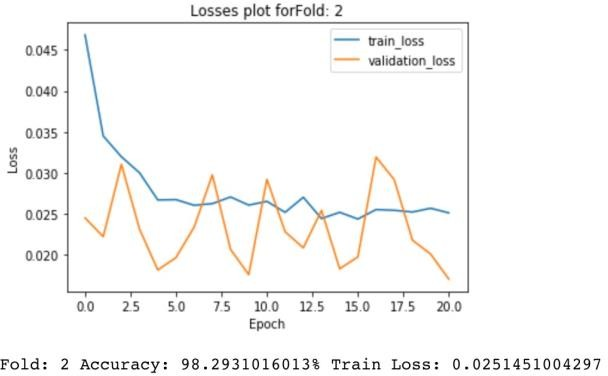 Losses plot forFold: 2
train_loss
validation_loss
0.045
0.040
0.035
0.030
0.025
0.020
Loss
0.0 2.5 5.0 7.5 10.0 12.5 15.0 17.5 20.0
Epoch
Fold: 2 Accuracy: 98.2931016013% Train Loss: 0.0251451004297